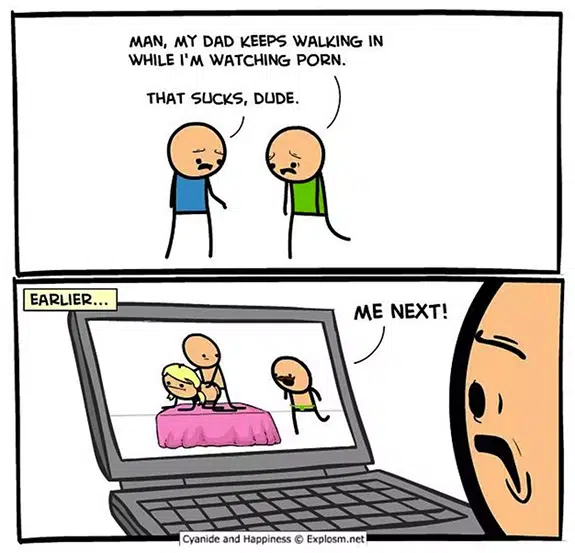 MAN, MY DAD KEEPS WALKING IN
WHILE I'M WATCHING PORN.
THAT SUCKS, DUDE.
EARLIER...
ME NEXT!
Cyanide and Happiness © Explosm.net